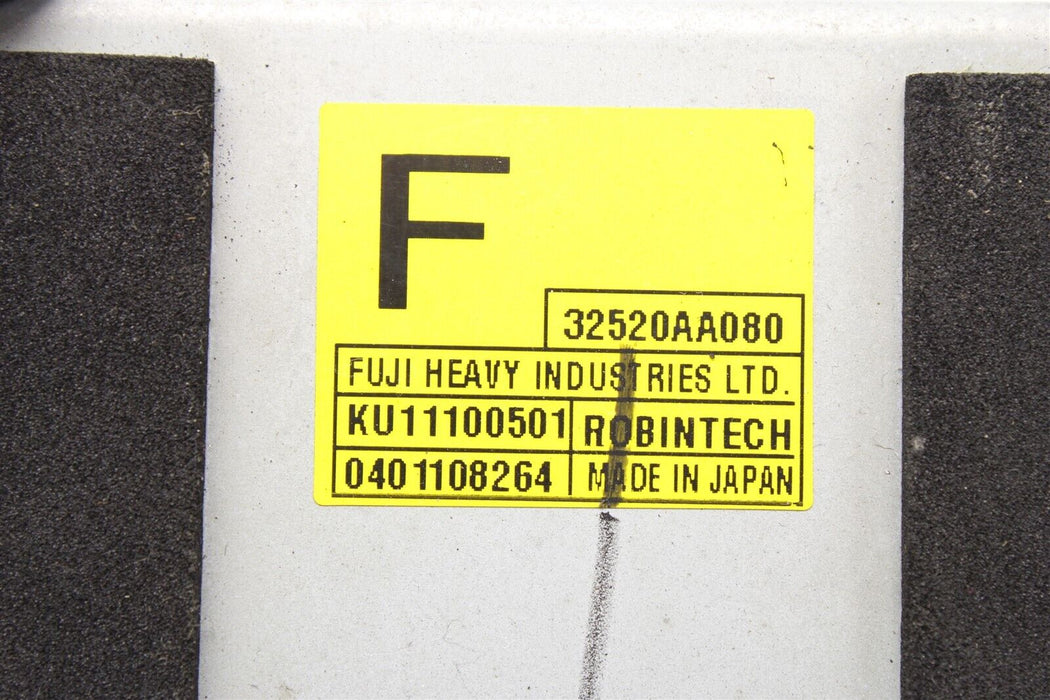 F
32520AA080
FUJI HEAVY INDUSTRIES LTD.
KU11100501 ROBINTECH
0401108264 MADE IN JAPAN